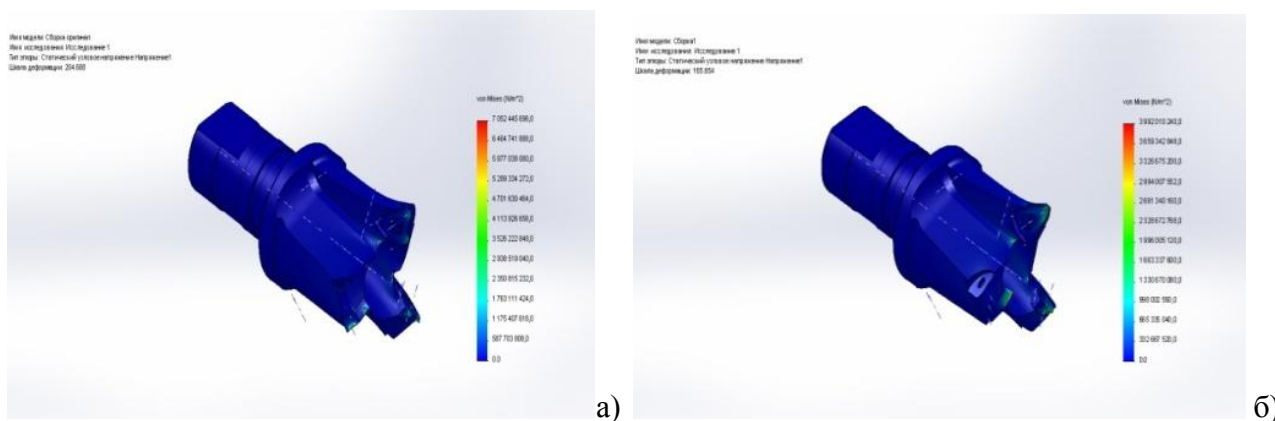 Имя модели: Сборка оригинал
Имя исследования: Исследование 1
Тип эпюры: Статический узловое напряжение Напряжение1
Шкала деформации: 204.686
von Mises (N/m^2)
7 052 445 696,0
6 464 741 888,0
5 877 038 080,0
5 289 334 272,0
4 701 630 464,0
4 113 926 656,0
3 526 222 848,0
2 938 519 040,0
2 350 815 232,0
1 763 111 424,0
1 175 407 616,0
587 703 808,0
0,0
а)
Имя модели: Сборка1
Имя исследования: Исследование 1
Тип эпюры: Статический узловое напряжение Напряжение1
Шкала деформации: 165.654
von Mises (N/m^2)
3 992 010 240,0
3 659 342 848,0
3 326 675 200,0
2 994 007 552,0
2 661 340 160,0
2 328 672 768,0
1 996 005 120,0
1 663 337 600,0
1 330 670 080,0
998 002 560,0
665 335 040,0
332 667 520,0
0,0
б)